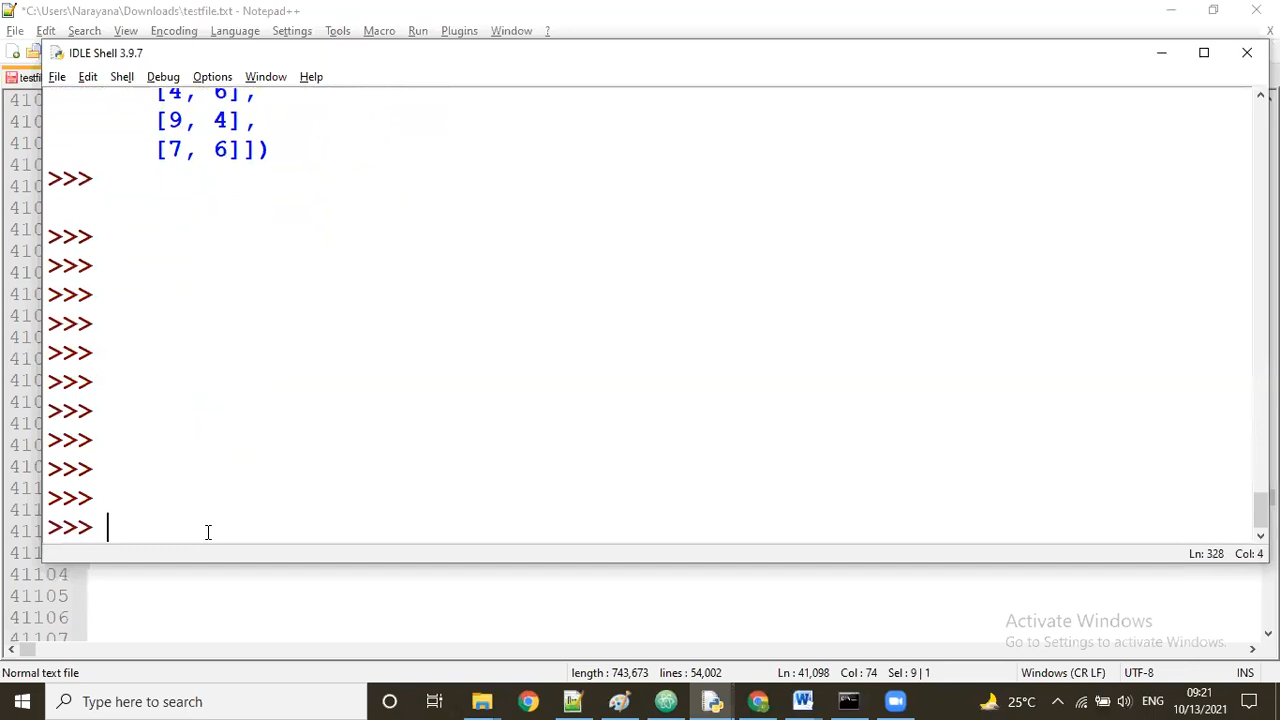 *C:\Users\Narayana\Downloads\testfile.txt - Notepad++
File Edit Search View Encoding Language Settings Tools Macro Run Plugins Window ? X
IDLE Shell 3.9.7
testfil
File Edit Shell Debug Options Window Help
[4, 6],
[9, 4],
[7, 6]])
>>>
>>>
>>>
>>>
>>>
>>>
>>>
>>>
>>>
>>>
>>>
>>>
Ln: 328 Col: 4
41104
41105
41106
41107
Activate Windows
Go to Settings to activate Windows.
Normal text file length : 743,673 lines : 54,002 Ln : 41,098 Col : 74 Sel : 9 | 1 Windows (CR LF) UTF-8 INS
Type here to search 25°C ENG 09:21
10/13/2021